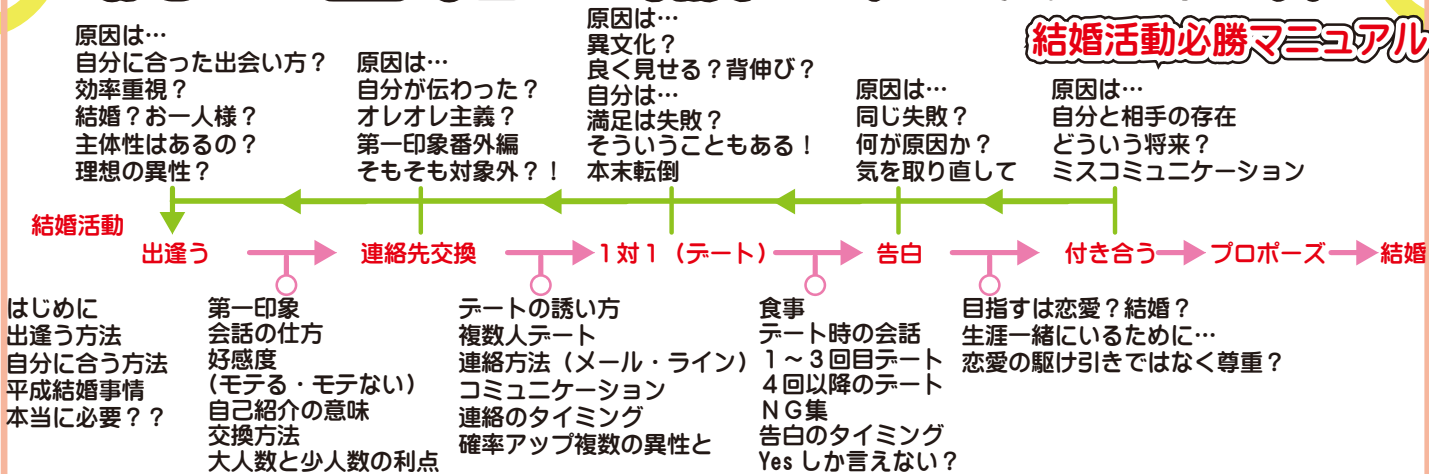 結婚活動必勝マニュアル
原因は…
自分に合った出会い方？
効率重視？
結婚？お一人様？
主体性はあるの？
理想の異性？
原因は…
自分が伝わった？
オレオレ主義？
第一印象番外編
そもそも対象外？！
原因は…
異文化？
良く見せる？背伸び？
自分は…
満足は失敗？
そういうこともある！
本末転倒
原因は…
同じ失敗？
何が原因か？
気を取り直して
原因は…
自分と相手の存在
どういう将来？
ミスコミュニケーション
結婚活動
出逢う
連絡先交換
１対１（デート）
告白
付き合う
プロポーズ
結婚
はじめに
出逢う方法
自分に合う方法
平成結婚事情
本当に必要？？
第一印象
会話の仕方
好感度
(モテる・モテない)
自己紹介の意味
交換方法
大人数と少人数の利点
デートの誘い方
複数人デート
連絡方法（メール・ライン）
コミュニケーション
連絡のタイミング
確率アップ複数の異性と
食事
デート時の会話
１～３回目デート
４回以降のデート
ＮＧ集
告白のタイミング
Yesしか言えない？
目指すは恋愛？結婚？
生涯一緒にいるために…
恋愛の駆け引きではなく尊重？